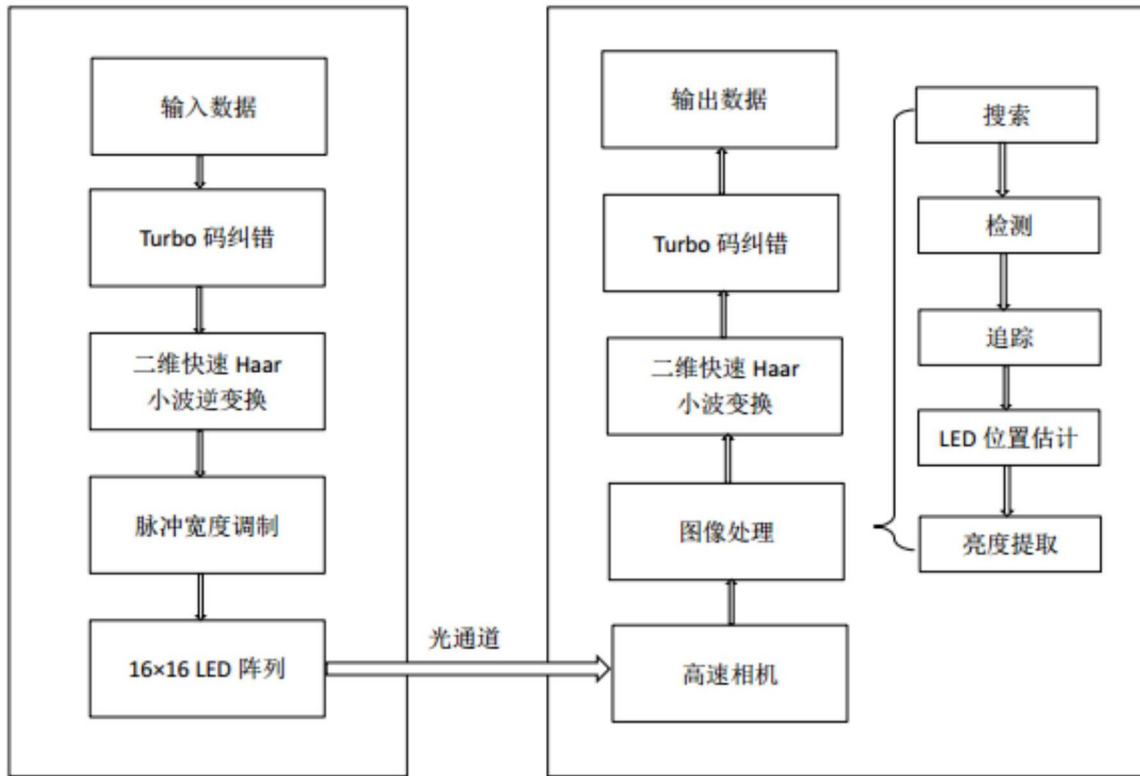 输入数据
Turbo 码纠错
二维快速 Haar
小波逆变换
脉冲宽度调制
16×16 LED 阵列
光通道
输出数据
Turbo 码纠错
二维快速 Haar
小波变换
图像处理
高速相机
搜索
检测
追踪
LED 位置估计
亮度提取